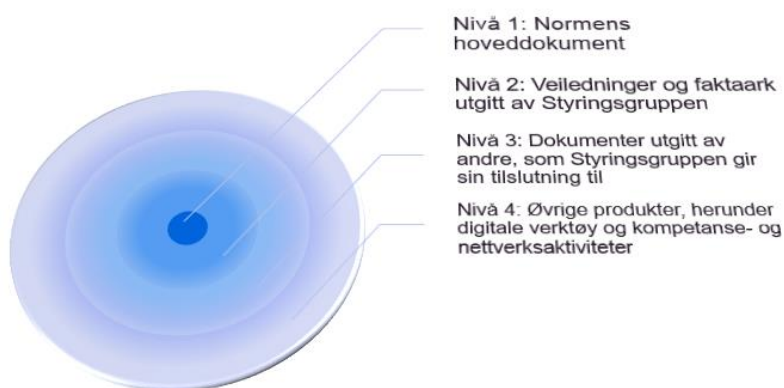 Nivå 1: Normens
hoveddokument
Nivå 2: Veiledninger og faktaark
utgitt av Styringsgruppen
Nivå 3: Dokumenter utgitt av
andre, som Styringsgruppen gir
sin tilslutning til
Nivå 4: Øvrige produkter, herunder
digitale verktøy og kompetanse- og
nettverksaktiviteter